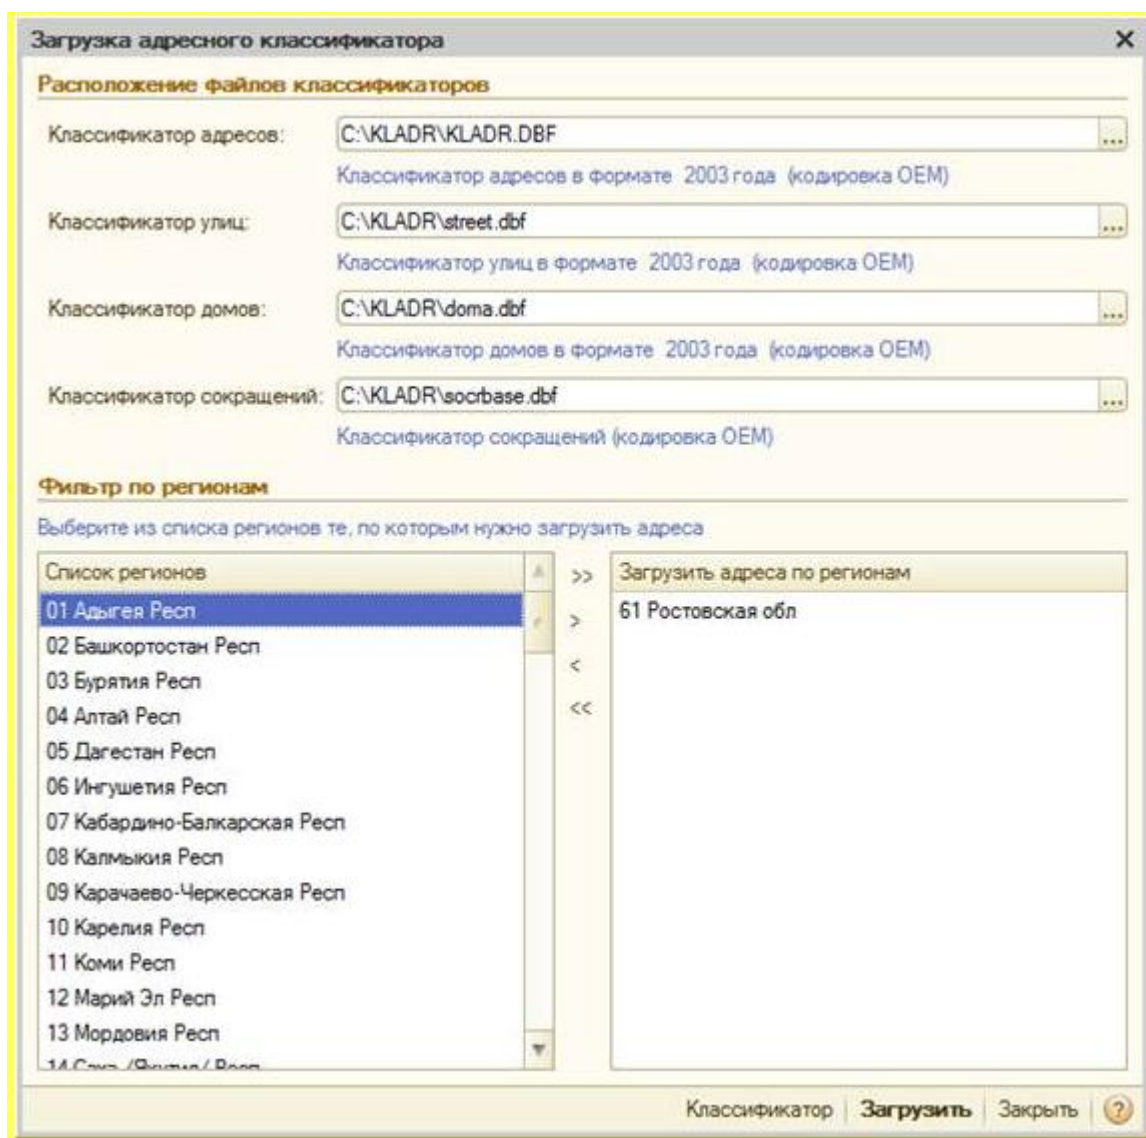 Загрузка адресного классификатора
Расположение файлов классификаторов
Классификатор адресов: C:\KLADR\KLADR.DBF ...
Классификатор адресов в формате 2003 года (кодировка OEM)
Классификатор улиц: C:\KLADR\street.dbf ...
Классификатор улиц в формате 2003 года (кодировка OEM)
Классификатор домов: C:\KLADR\doma.dbf ...
Классификатор домов в формате 2003 года (кодировка OEM)
Классификатор сокращений: C:\KLADR\socrbase.dbf ...
Классификатор сокращений (кодировка OEM)
Фильтр по регионам
Выберите из списка регионов те, по которым нужно загрузить адреса
Список регионов
01 Адыгея Респ
02 Башкортостан Респ
03 Бурятия Респ
04 Алтай Респ
05 Дагестан Респ
06 Ингушетия Респ
07 Кабардино-Балкарская Респ
08 Калмыкия Респ
09 Карачаево-Черкесская Респ
10 Карелия Респ
11 Коми Респ
12 Марий Эл Респ
13 Мордовия Респ
14 Саха /Якутия/ Респ
>>
>
<
<<
Загрузить адреса по регионам
61 Ростовская обл
Классификатор Загрузить Закрыть ?